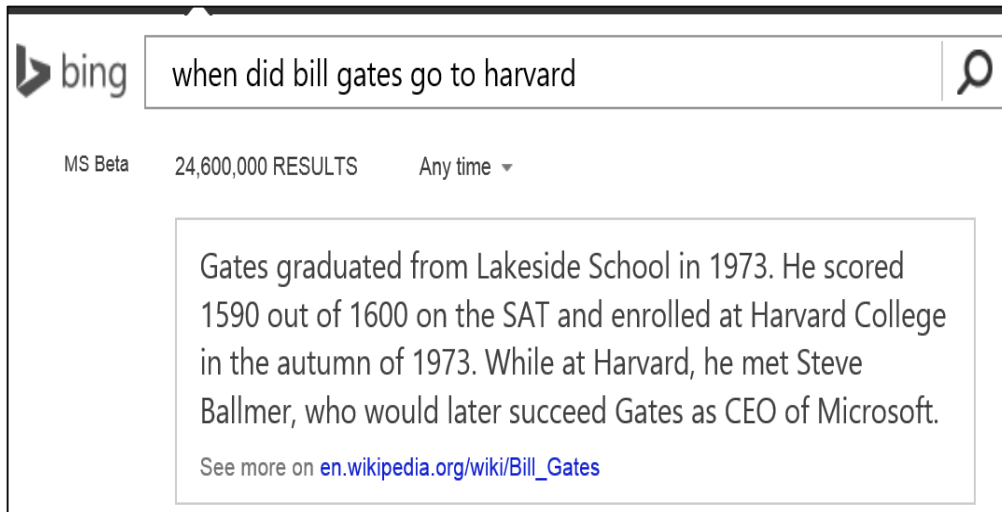 bing
when did bill gates go to harvard
MS Beta 24,600,000 RESULTS Any time
Gates graduated from Lakeside School in 1973. He scored
1590 out of 1600 on the SAT and enrolled at Harvard College
in the autumn of 1973. While at Harvard, he met Steve
Ballmer, who would later succeed Gates as CEO of Microsoft.
See more on en.wikipedia.org/wiki/Bill_Gates